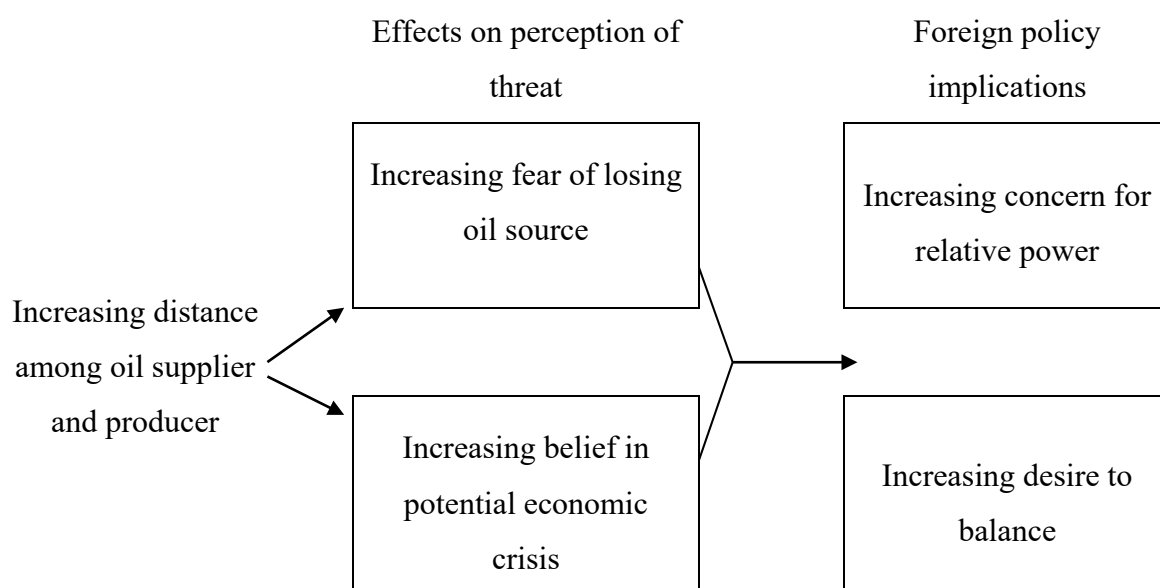 Effects on perception of
threat
Foreign policy
implications
Increasing fear of losing
oil source
Increasing concern for
relative power
Increasing distance
among oil supplier
and producer
Increasing belief in
potential economic
crisis
Increasing desire to
balance